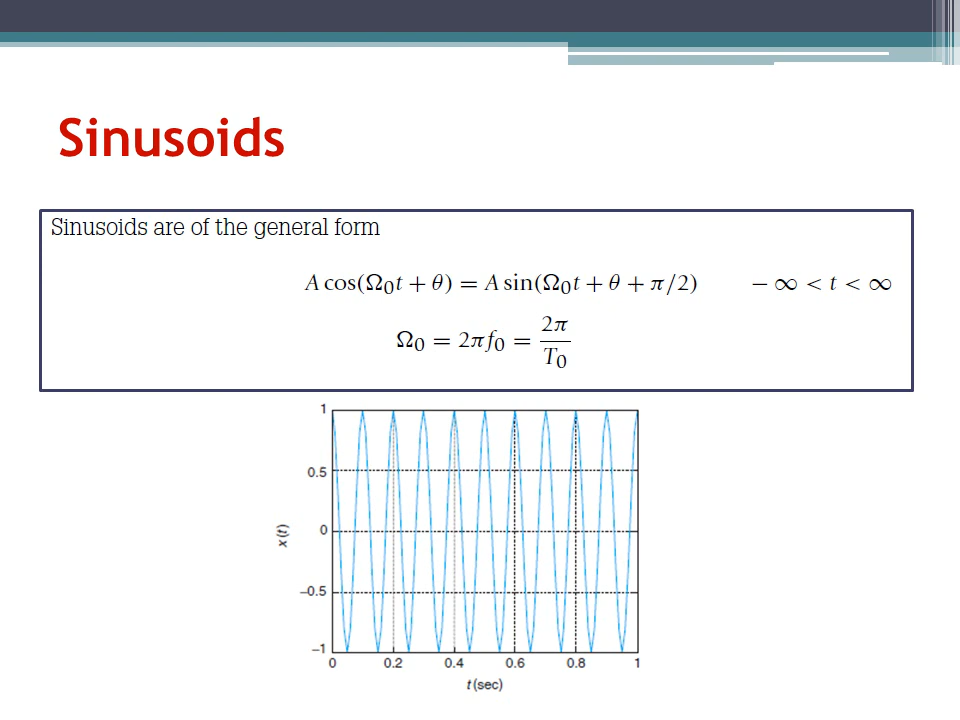 Sinusoids
Sinusoids are of the general form
A cos(Ω₀t + θ) = A sin(Ω₀t + θ + π/2)   − ∞ < t < ∞
Ω₀ = 2πf₀ = 2π/T₀
1
0.5
0
−0.5
−1
x(t)
0 0.2 0.4 0.6 0.8 1
t (sec)